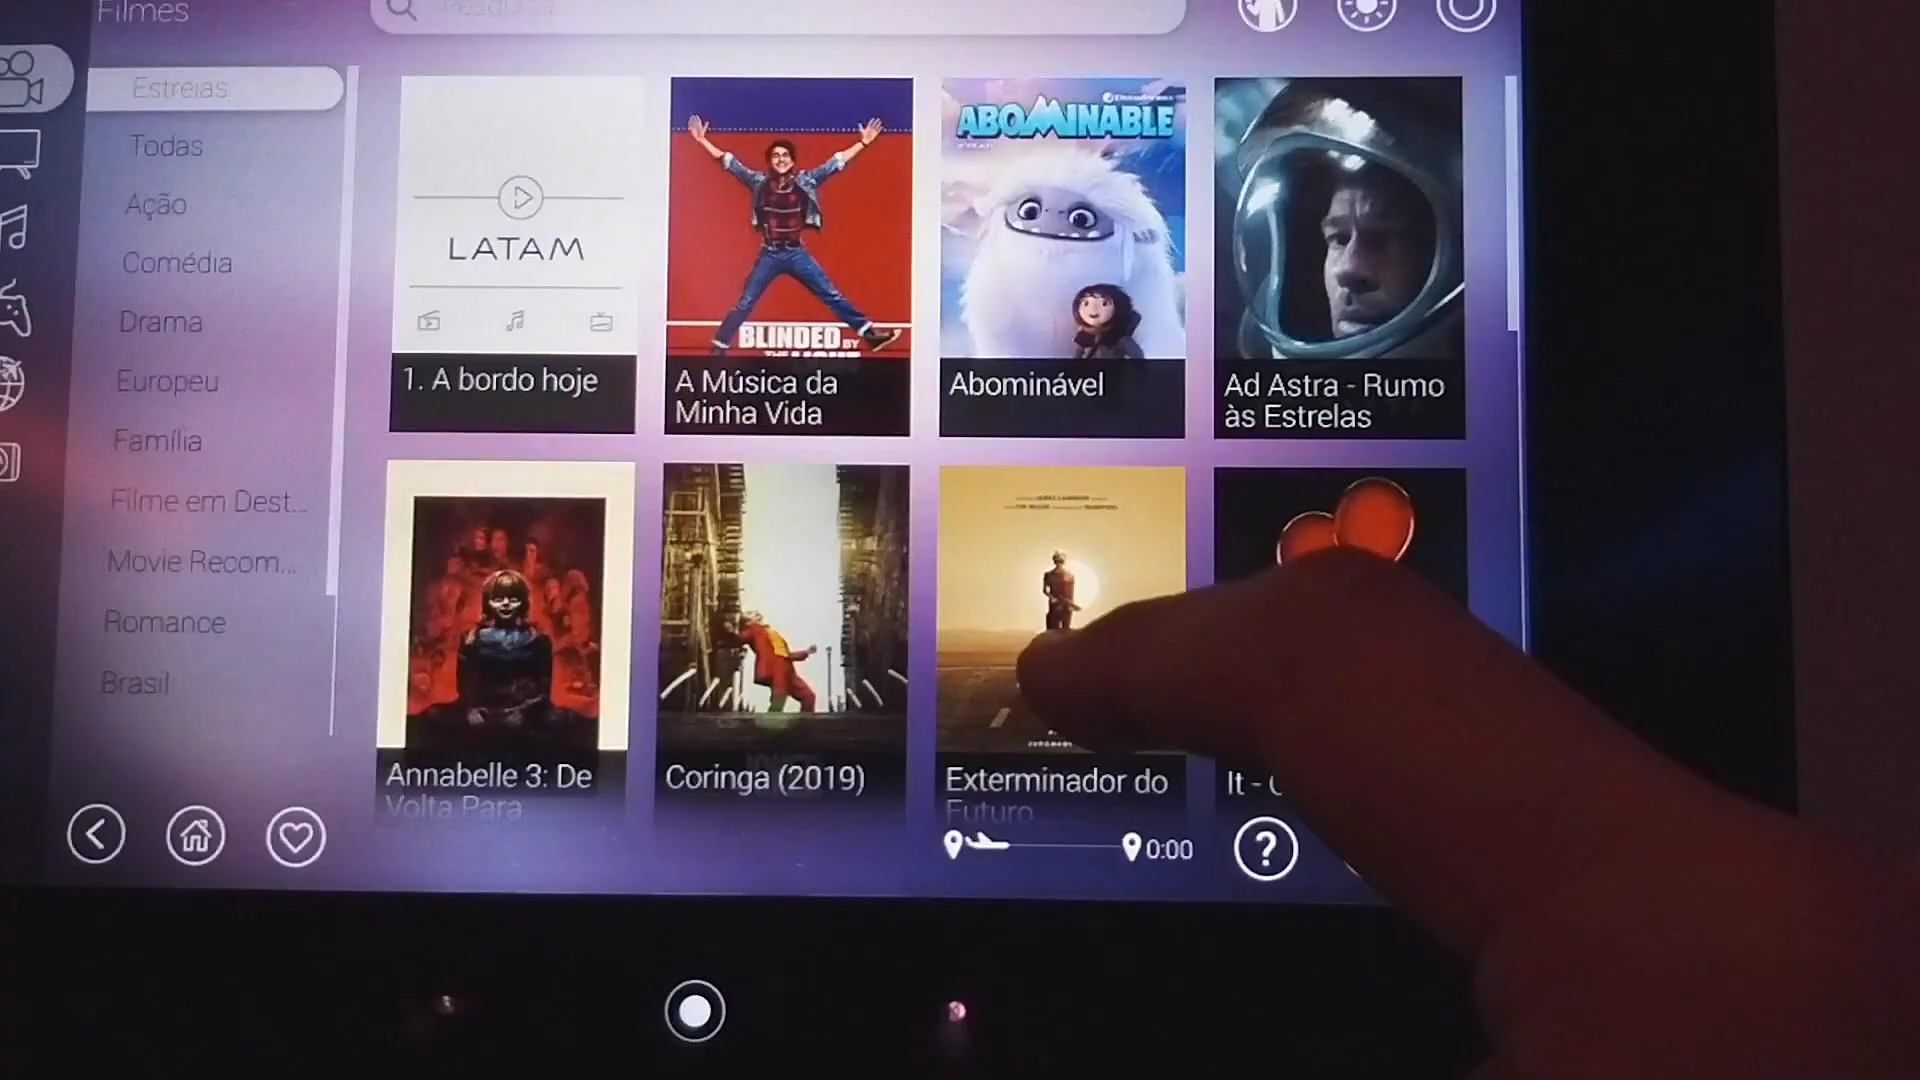 Filmes
Pesquisa
Estreias
Todas
Ação
Comédia
Drama
Europeu
Família
Filme em Dest...
Movie Recom...
Romance
Brasil
LATAM
1. A bordo hoje
BLINDED BY
A Música da
Minha Vida
ABOMINABLE
Abominável
Ad Astra - Rumo
às Estrelas
Annabelle 3: De
Volta Para
Coringa (2019)
Exterminador do
Futuro
It -
0:00
?